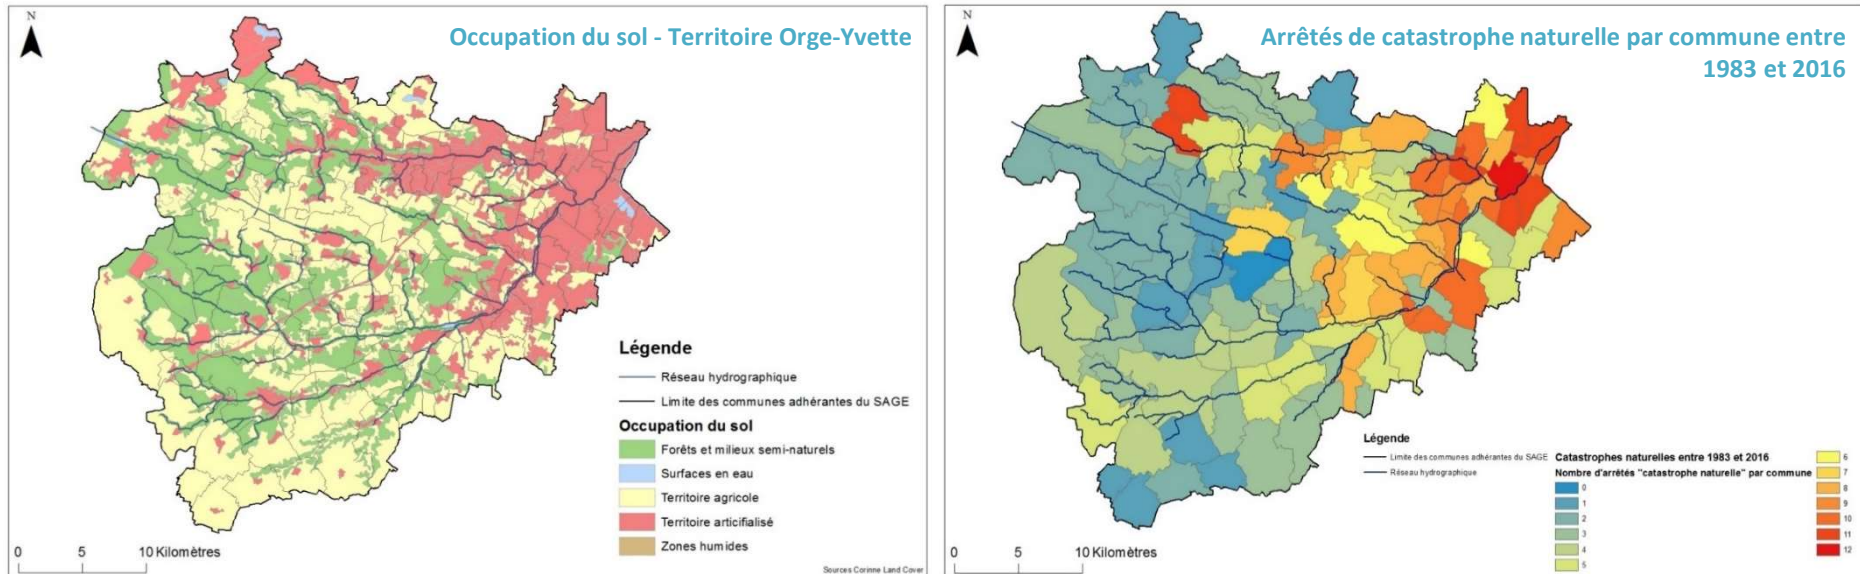 N
Occupation du sol - Territoire Orge-Yvette
Légende
Réseau hydrographique
Limite des communes adhérantes du SAGE
Occupation du sol
Forêts et milieux semi-naturels
Surfaces en eau
Territoire agricole
Territoire articifialisé
Zones humides
0 5 10 Kilomètres
Sources Corinne Land Cover
N
Arrêtés de catastrophe naturelle par commune entre
1983 et 2016
Légende
Limite des communes adhérantes du SAGE
Réseau hydrographique
Catastrophes naturelles entre 1983 et 2016
Nombre d'arrêtés "catastrophe naturelle" par commune
0
1
2
3
4
5
6
7
8
9
10
11
12
0 5 10 Kilomètres